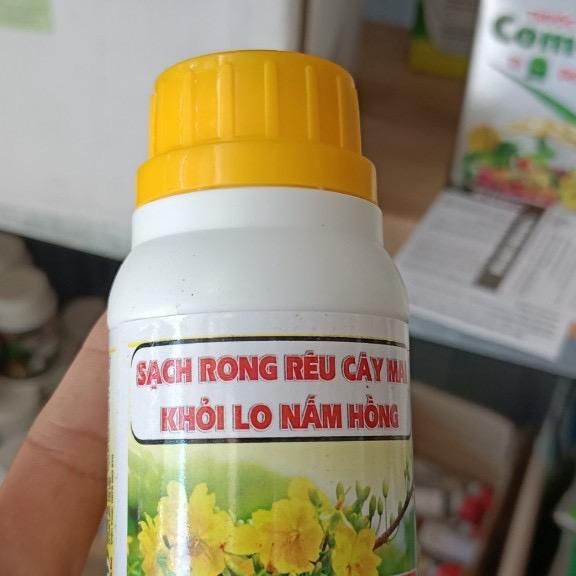 SẠCH RONG RÊU CÂY MAI
KHỎI LO NẤM HỒNG
Com